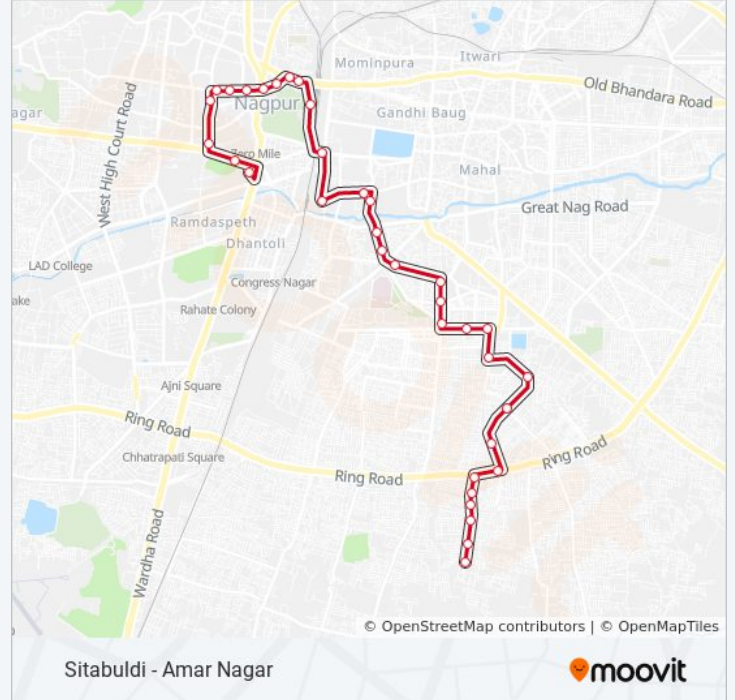 Mominpura
Itwari
Old Bhandara Road
Nagpur
agar
Gandhi Baug
West High Court Road
Zero Mile
Mahal
Great Nag Road
Ramdaspeth
Dhantoli
LAD College
Congress Nagar
ake
Rahate Colony
Ajni Square
Ring Road
Chhatrapati Square
Ring Road
Ring Road
Wardha Road
© OpenStreetMap contributors | © OpenMapTiles
Sitabuldi - Amar Nagar
moovit